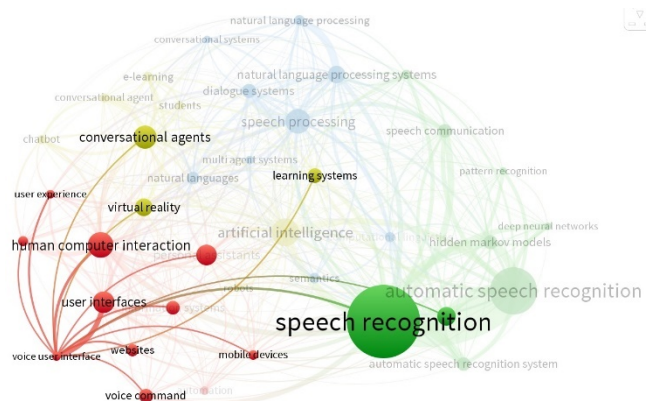 natural language processing
conversational systems
e-learning
natural language processing systems
dialogue systems
conversational agent
students
speech processing
speech communication
conversational agents
chatbot
multi agent systems
learning systems
pattern recognition
natural languages
user experience
virtual reality
deep neural networks
artificial intelligence
human computer interaction
hidden markov models
semantics
robots
automatic speech recognition
user interfaces
speech recognition
voice user interface
websites
mobile devices
automatic speech recognition system
voice command